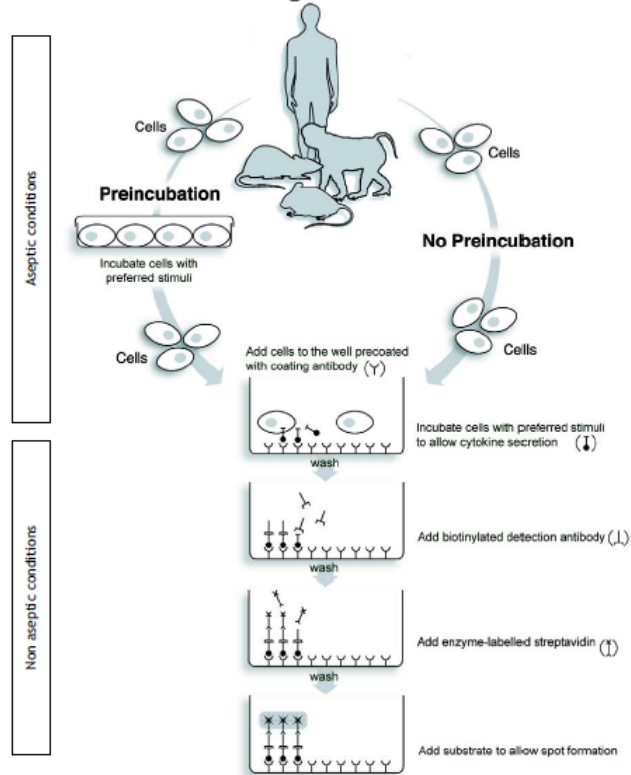 Aseptic conditions
Cells
Cells
Preincubation
Incubate cells with
preferred stimuli
No Preincubation
Cells
Cells
Add cells to the well precoated
with coating antibody
Incubate cells with preferred stimuli
to allow cytokine secretion
wash
Non aseptic conditions
Add biotinylated detection antibody
wash
Add enzyme-labelled streptavidin
wash
Add substrate to allow spot formation